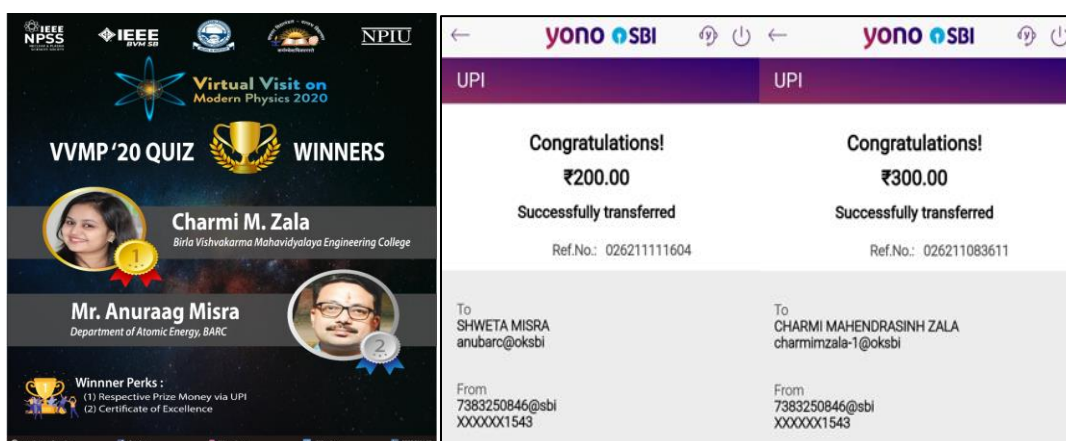 IEEE
NPSS
NUCLEAR & PLASMA
SCIENCES SOCIETY
IEEE
BVM SB
NPIU
Virtual Visit on
Modern Physics 2020
VVMP '20 QUIZ
WINNERS
Charmi M. Zala
Birla Vishvakarma Mahavidyalaya Engineering College
1
Mr. Anuraag Misra
Department of Atomic Energy, BARC
2
Winnner Perks :
(1) Respective Prize Money via UPI
(2) Certificate of Excellence
yono SBI
UPI
Congratulations!
₹200.00
Successfully transferred
Ref.No.: 026211111604
To
SHWETA MISRA
anubarc@oksbi
From
7383250846@sbi
XXXXXX1543
yono SBI
UPI
Congratulations!
₹300.00
Successfully transferred
Ref.No.: 026211083611
To
CHARMI MAHENDRASINH ZALA
charmimzala-1@oksbi
From
7383250846@sbi
XXXXXX1543